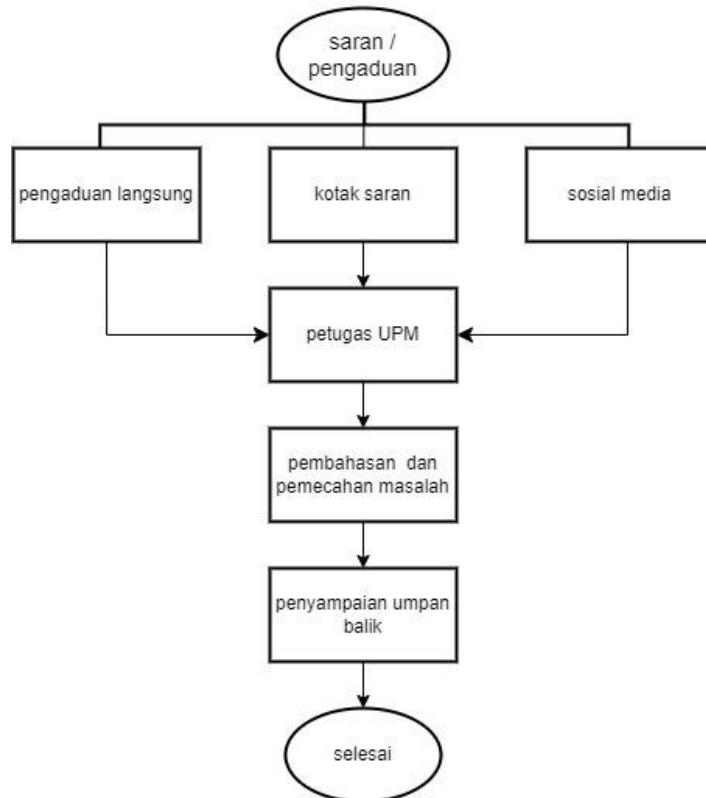 saran /
pengaduan
pengaduan langsung
kotak saran
sosial media
petugas UPM
pembahasan dan
pemecahan masalah
penyampaian umpan
balik
selesai